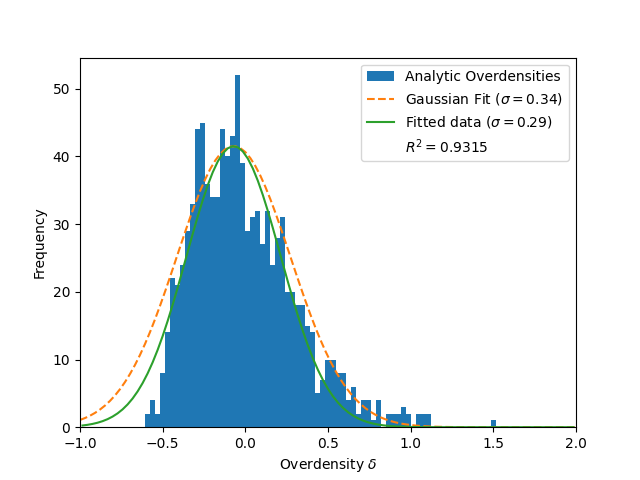 Analytic Overdensities
Gaussian Fit (σ = 0.34)
Fitted data (σ = 0.29)
R² = 0.9315
50
40
30
20
10
0
Frequency
−1.0 −0.5 0.0 0.5 1.0 1.5 2.0
Overdensity δ